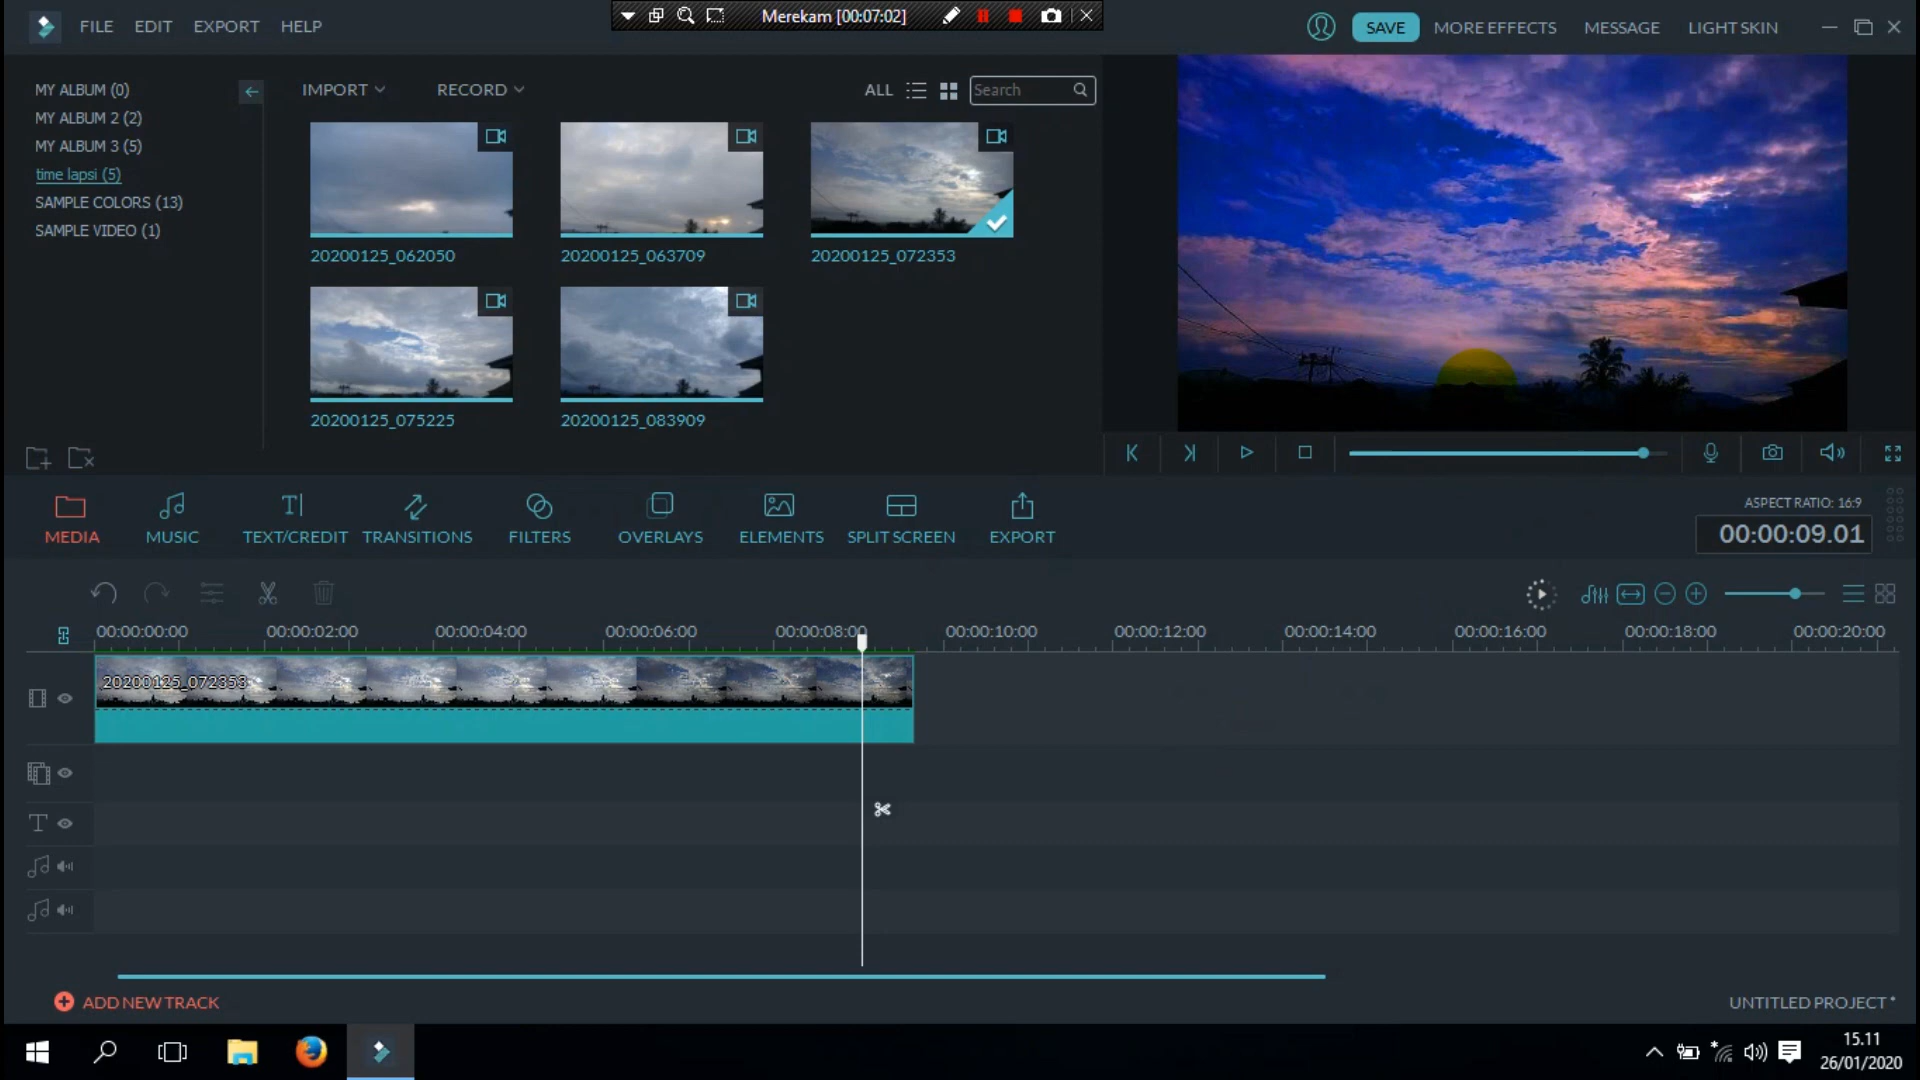 FILE EDIT EXPORT HELP
Merekam [00:07:02]
SAVE MORE EFFECTS MESSAGE LIGHT SKIN
MY ALBUM (0)
MY ALBUM 2 (2)
MY ALBUM 3 (5)
time lapsi (5)
SAMPLE COLORS (13)
SAMPLE VIDEO (1)
IMPORT RECORD ALL Search
20200125_062050 20200125_063709 20200125_072353
20200125_075225 20200125_083909
MEDIA MUSIC TEXT/CREDIT TRANSITIONS FILTERS OVERLAYS ELEMENTS SPLIT SCREEN EXPORT
ASPECT RATIO: 16:9
00:00:09.01
00:00:00:00 00:00:02:00 00:00:04:00 00:00:06:00 00:00:08:00 00:00:10:00 00:00:12:00 00:00:14:00 00:00:16:00 00:00:18:00 00:00:20:00
20200125_072353
ADD NEW TRACK
UNTITLED PROJECT *
15.11
26/01/2020